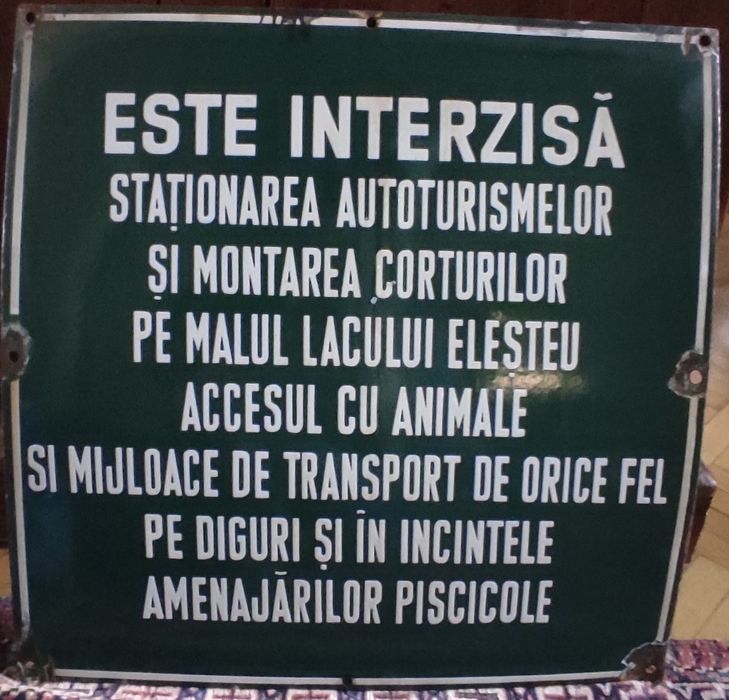 ESTE INTERZISĂ
STAȚIONAREA AUTOTURISMELOR
ȘI MONTAREA CORTURILOR
PE MALUL LACULUI ELEȘTEU
ACCESUL CU ANIMALE
SI MIJLOACE DE TRANSPORT DE ORICE FEL
PE DIGURI ȘI ÎN INCINTELE
AMENAJĂRILOR PISCICOLE